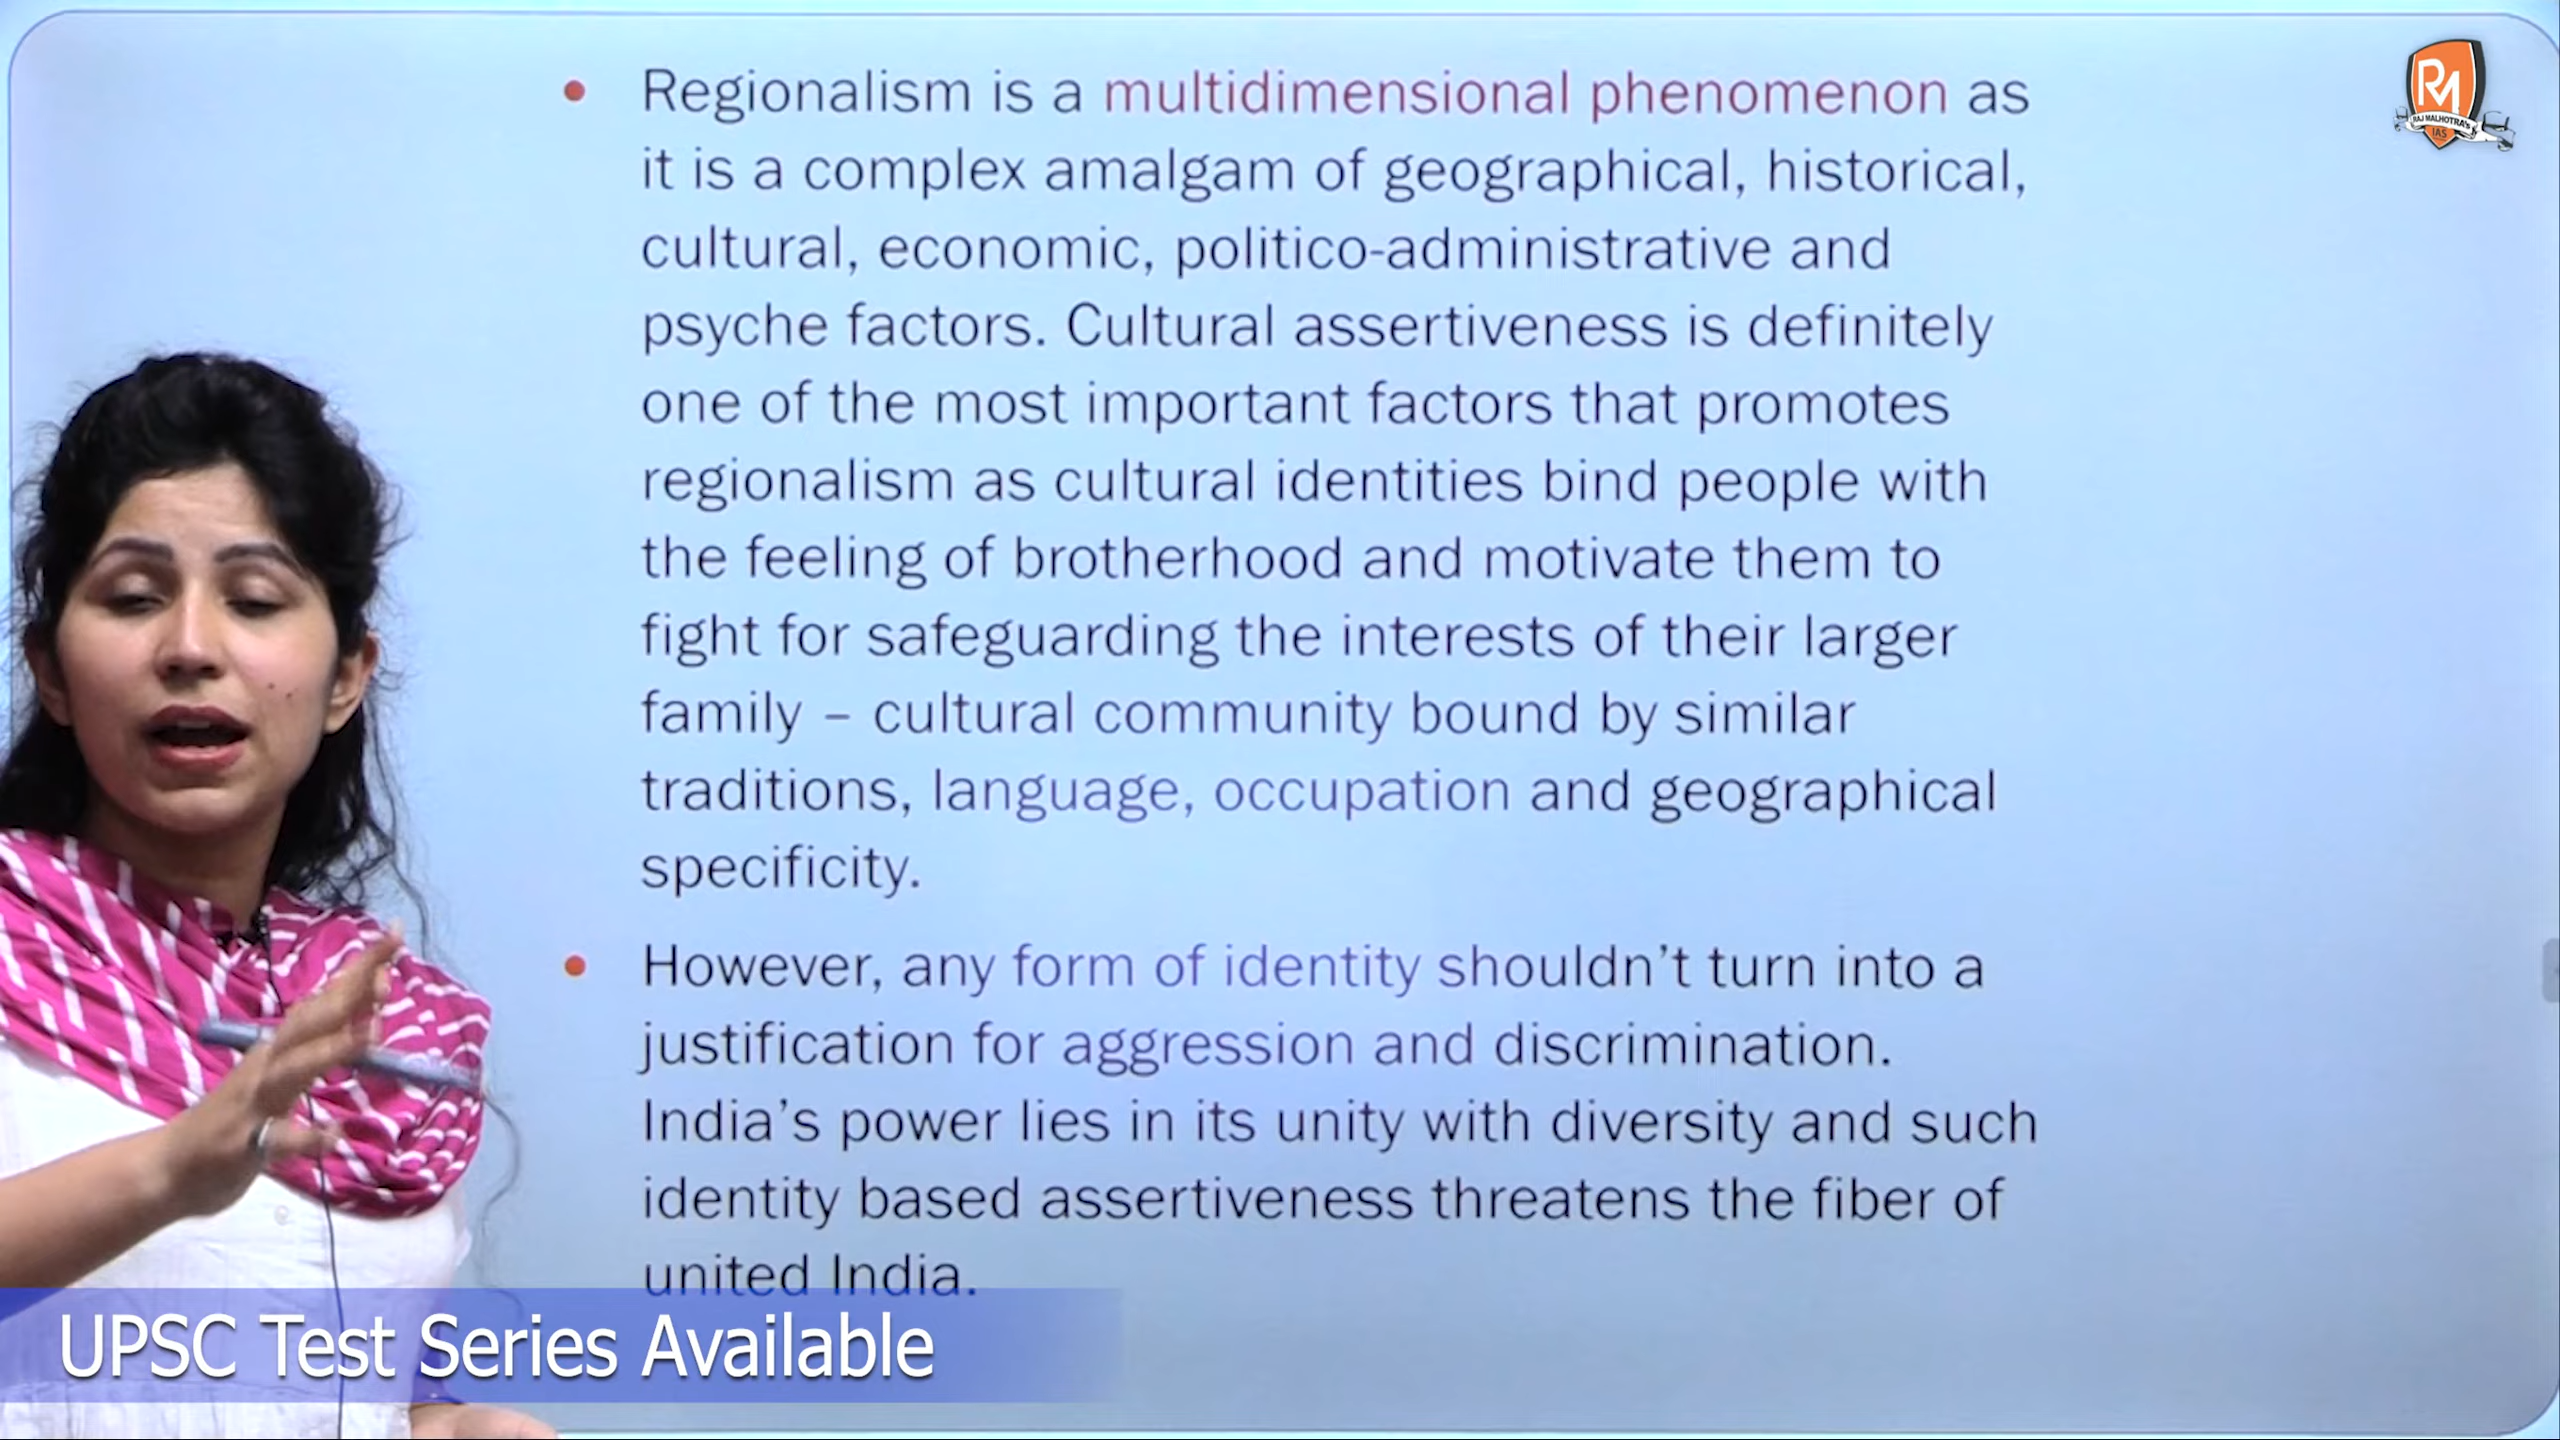 Regionalism is a multidimensional phenomenon as
it is a complex amalgam of geographical, historical,
cultural, economic, politico-administrative and
psyche factors. Cultural assertiveness is definitely
one of the most important factors that promotes
regionalism as cultural identities bind people with
the feeling of brotherhood and motivate them to
fight for safeguarding the interests of their larger
family – cultural community bound by similar
traditions, language, occupation and geographical
specificity.
However, any form of identity shouldn't turn into a
justification for aggression and discrimination.
India's power lies in its unity with diversity and such
identity based assertiveness threatens the fiber of
united India.
UPSC Test Series Available
RM
RAJ MALHOTRA's
IAS